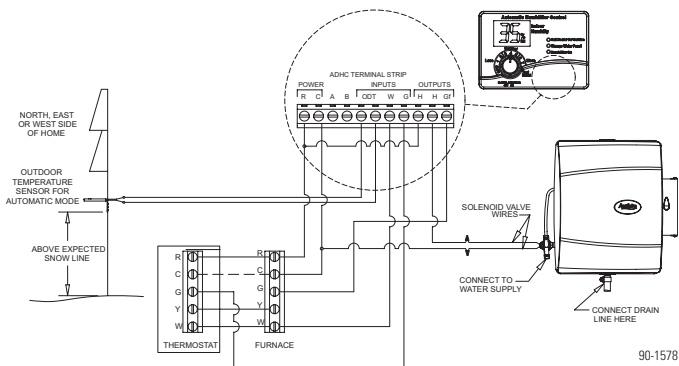 Automatic Humidifier Control
35
Indoor
Humidity
ADHC TERMINAL STRIP
POWER INPUTS OUTPUTS
R C A B ODT W G H H Gf
NORTH, EAST
OR WEST SIDE
OF HOME
OUTDOOR
TEMPERATURE
SENSOR FOR
AUTOMATIC MODE
ABOVE EXPECTED
SNOW LINE
SOLENOID VALVE
WIRES
R R
C C
G G
Y Y
W W
THERMOSTAT FURNACE
CONNECT TO
WATER SUPPLY
CONNECT DRAIN
LINE HERE
90-1578